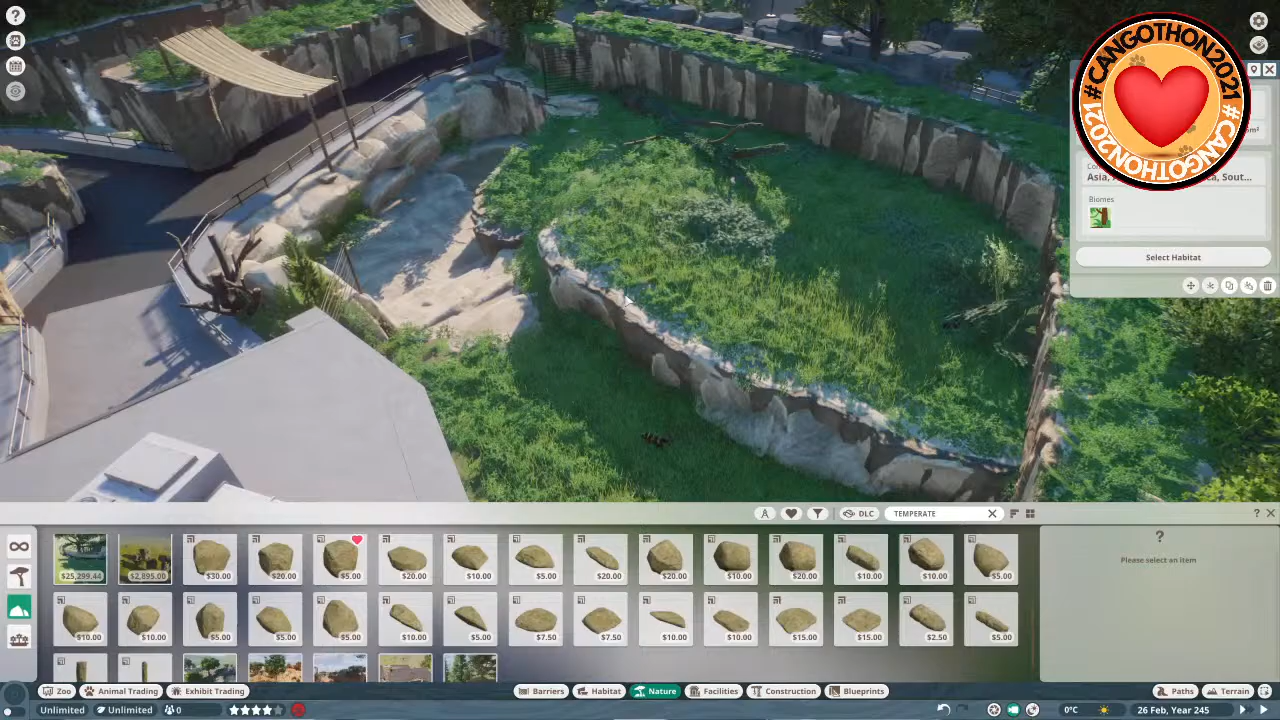 #CANGOTHON2021
#CANGOTHON2021
Asia,
ca, Sout...
Biomes
Select Habitat
DLC
TEMPERATE
Please select an item
$25,299.44
$2,895.00
$30.00
$20.00
$5.00
$20.00
$10.00
$5.00
$20.00
$20.00
$10.00
$20.00
$10.00
$10.00
$5.00
$10.00
$10.00
$5.00
$5.00
$5.00
$10.00
$5.00
$7.50
$7.50
$10.00
$10.00
$15.00
$15.00
$2.50
$5.00
Zoo
Animal Trading
Exhibit Trading
Barriers
Habitat
Nature
Facilities
Construction
Blueprints
Paths
Terrain
Unlimited
Unlimited
0
0°C
26 Feb, Year 245